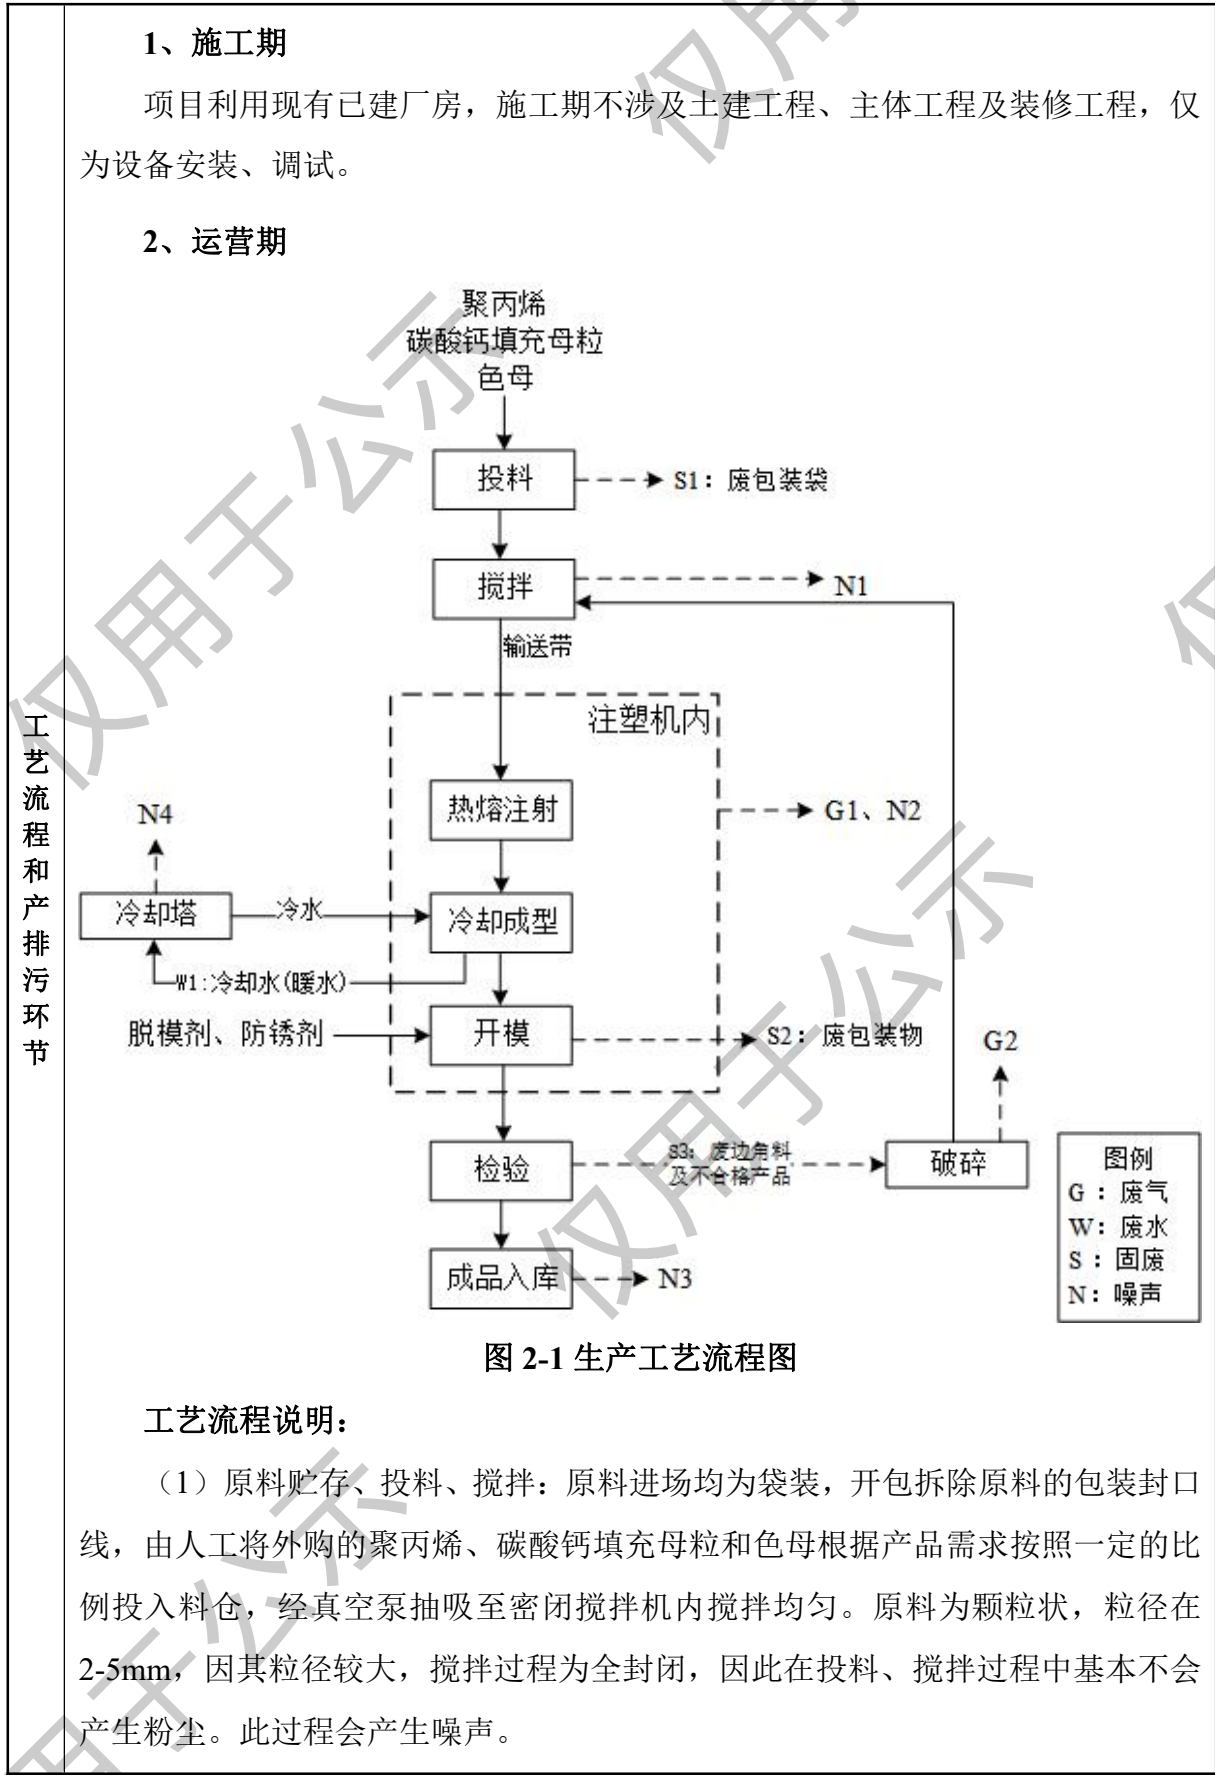 工艺流程和产排污环节
1、施工期
项目利用现有已建厂房，施工期不涉及土建工程、主体工程及装修工程，仅
为设备安装、调试。
2、运营期
聚丙烯
碳酸钙填充母粒
色母
投料
S1：废包装袋
搅拌
N1
输送带
注塑机内
热熔注射
G1、N2
N4
冷却塔
冷水
冷却成型
W1:冷却水(暖水)
脱模剂、防锈剂
开模
S2：废包装物
G2
检验
S3：废边角料
及不合格产品
破碎
成品入库
N3
图例
G：废气
W：废水
S：固废
N：噪声
图 2-1 生产工艺流程图
工艺流程说明：
（1）原料贮存、投料、搅拌：原料进场均为袋装，开包拆除原料的包装封口
线，由人工将外购的聚丙烯、碳酸钙填充母粒和色母根据产品需求按照一定的比
例投入料仓，经真空泵抽吸至密闭搅拌机内搅拌均匀。原料为颗粒状，粒径在
2-5mm，因其粒径较大，搅拌过程为全封闭，因此在投料、搅拌过程中基本不会
产生粉尘。此过程会产生噪声。
仅用于公示
仅用于公示